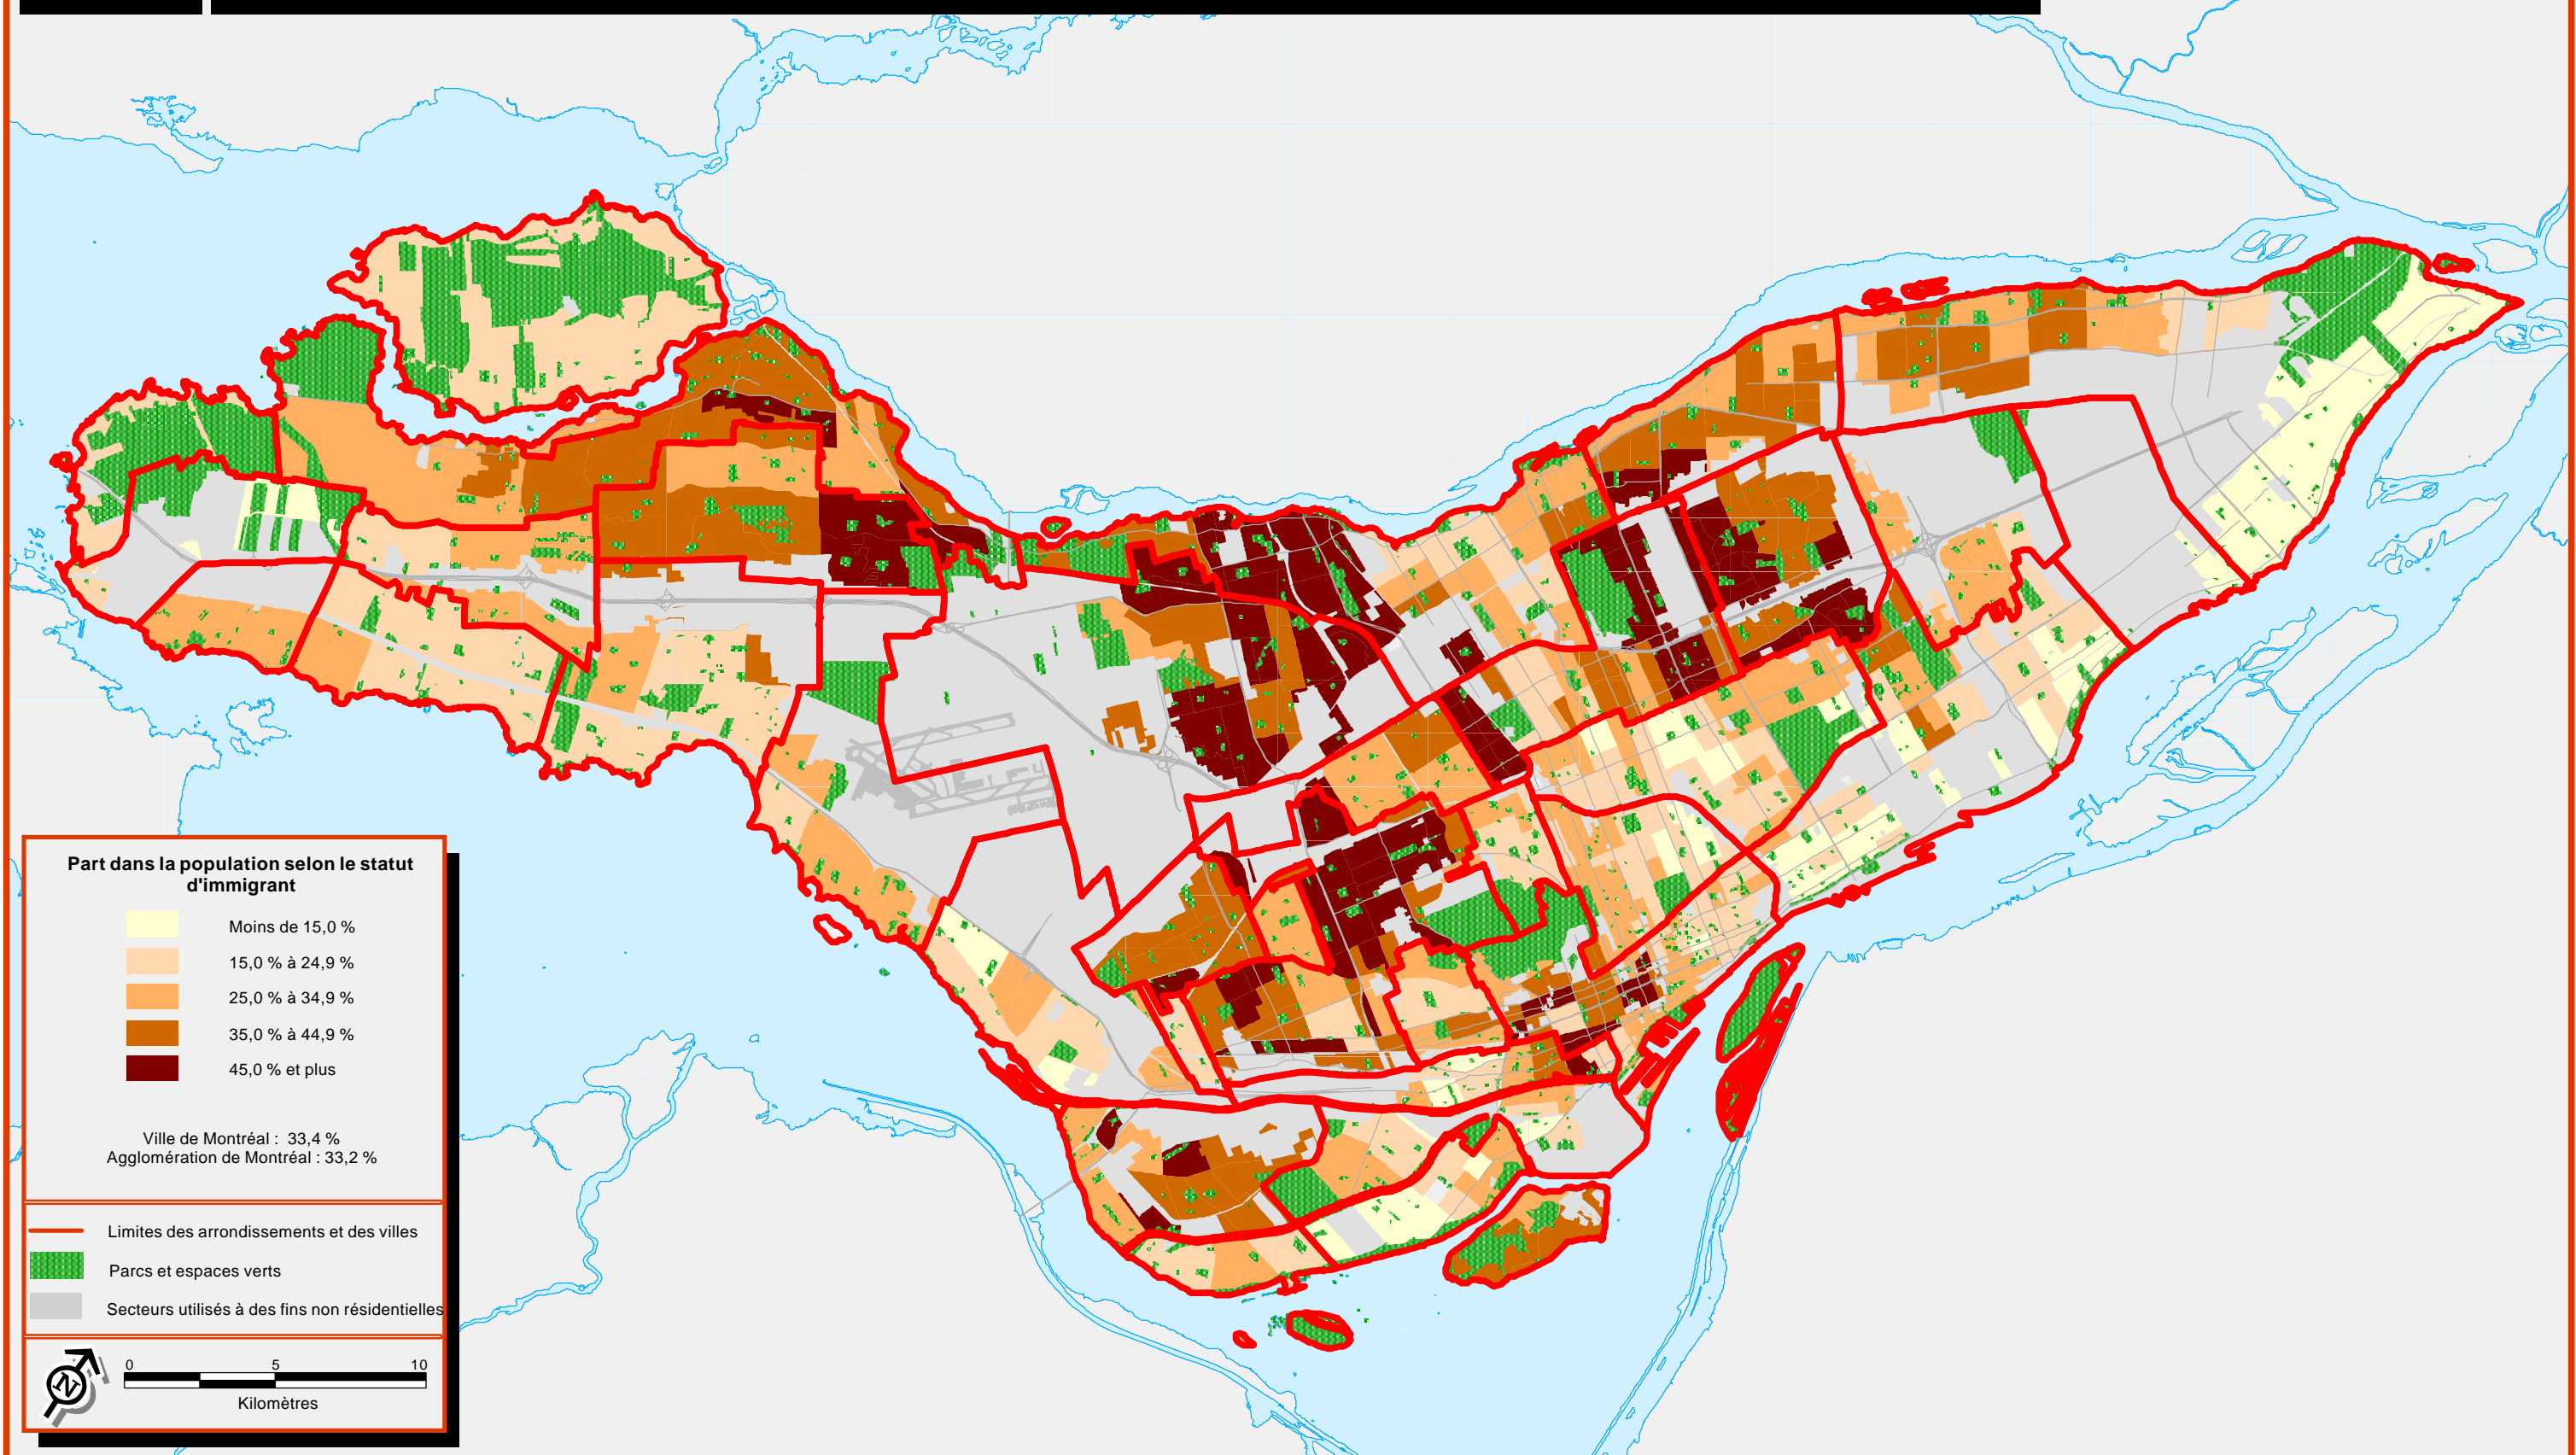 Part dans la population selon le statut
d'immigrant
Moins de 15,0 %
15,0 % à 24,9 %
25,0 % à 34,9 %
35,0 % à 44,9 %
45,0 % et plus
Ville de Montréal : 33,4 %
Agglomération de Montréal : 33,2 %
Limites des arrondissements et des villes
Parcs et espaces verts
Secteurs utilisés à des fins non résidentielles
N
0 5 10
Kilomètres